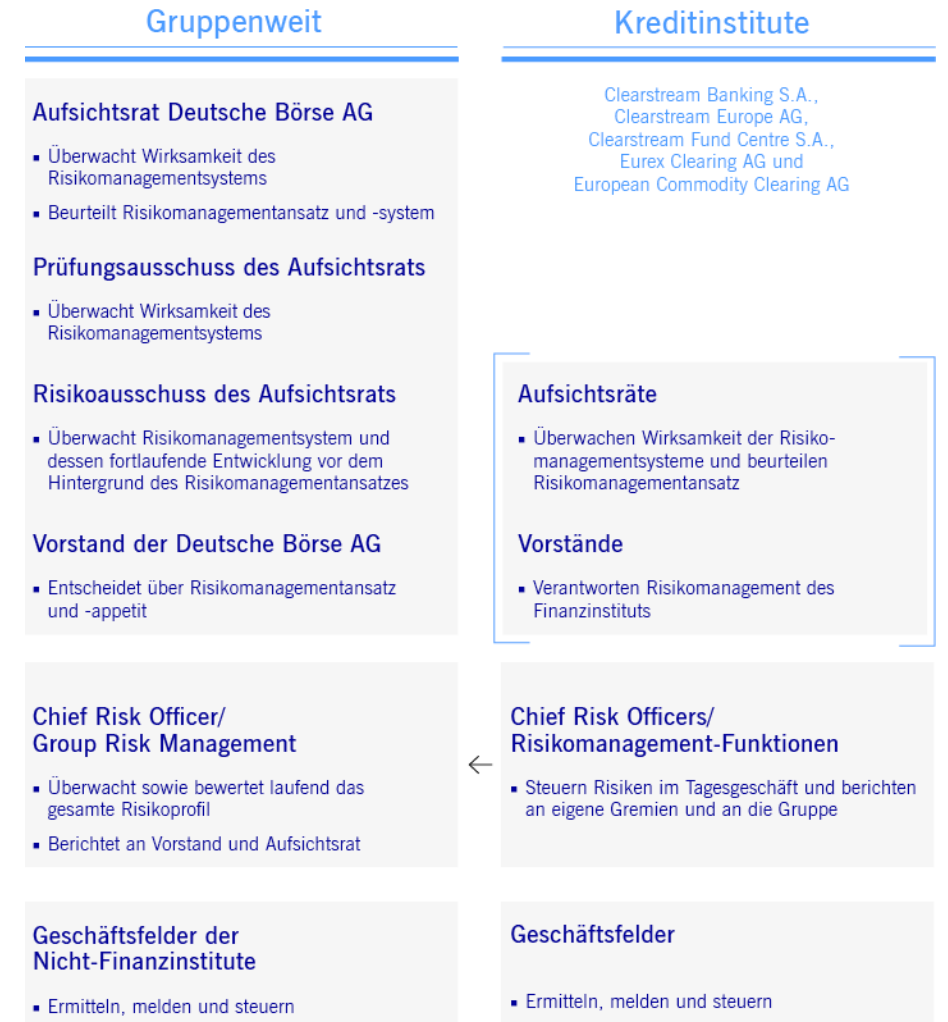 Gruppenweit
Aufsichtsrat Deutsche Börse AG
▪ Überwacht Wirksamkeit des
Risikomanagementsystems
▪ Beurteilt Risikomanagementansatz und -system
Prüfungsausschuss des Aufsichtsrats
▪ Überwacht Wirksamkeit des
Risikomanagementsystems
Risikoausschuss des Aufsichtsrats
▪ Überwacht Risikomanagementsystem und
dessen fortlaufende Entwicklung vor dem
Hintergrund des Risikomanagementansatzes
Vorstand der Deutsche Börse AG
▪ Entscheidet über Risikomanagementansatz
und -appetit
Chief Risk Officer/
Group Risk Management
▪ Überwacht sowie bewertet laufend das
gesamte Risikoprofil
▪ Berichtet an Vorstand und Aufsichtsrat
Geschäftsfelder der
Nicht-Finanzinstitute
▪ Ermitteln, melden und steuern
Kreditinstitute
Clearstream Banking S.A.,
Clearstream Europe AG,
Clearstream Fund Centre S.A.,
Eurex Clearing AG und
European Commodity Clearing AG
Aufsichtsräte
▪ Überwachen Wirksamkeit der Risiko-
managementsysteme und beurteilen
Risikomanagementansatz
Vorstände
▪ Verantworten Risikomanagement des
Finanzinstituts
Chief Risk Officers/
Risikomanagement-Funktionen
▪ Steuern Risiken im Tagesgeschäft und berichten
an eigene Gremien und an die Gruppe
Geschäftsfelder
▪ Ermitteln, melden und steuern